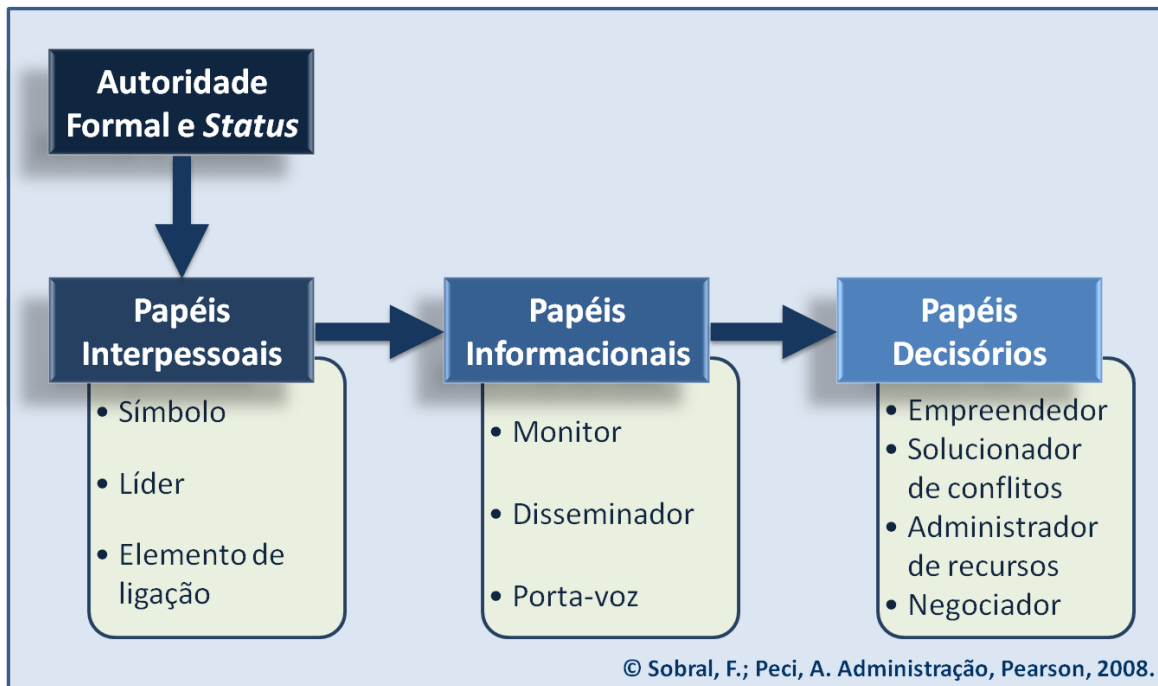 Autoridade
Formal e Status
Papéis
Interpessoais
• Símbolo
• Líder
• Elemento de
ligação
Papéis
Informacionais
• Monitor
• Disseminador
• Porta-voz
Papéis
Decisórios
• Empreendedor
• Solucionador
de conflitos
• Administrador
de recursos
• Negociador
© Sobral, F.; Peci, A. Administração, Pearson, 2008.